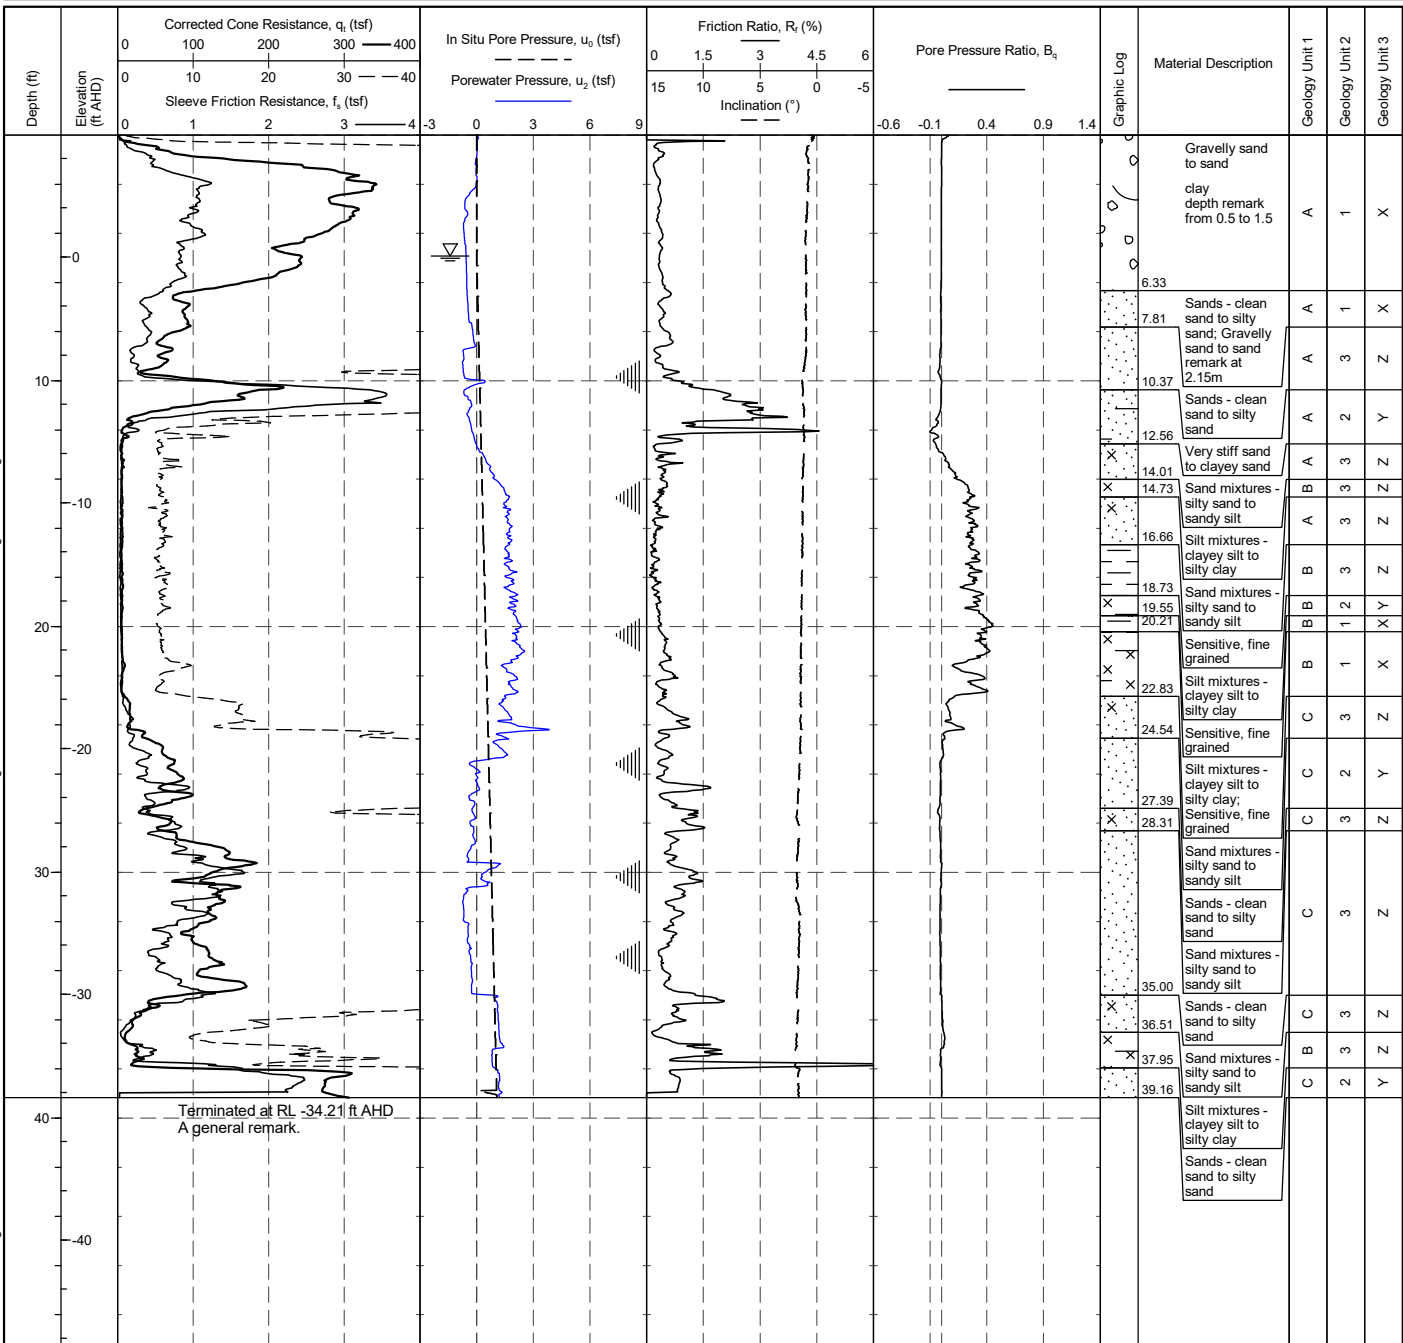 Corrected Cone Resistance, qt (tsf)
0 100 200 300 400
0 10 20 30 40
Sleeve Friction Resistance, fs (tsf)
0 2 3 4
In Situ Pore Pressure, u0 (tsf)
Porewater Pressure, u2 (tsf)
-3 0 3 9
Friction Ratio, Rf (%)
0 1.5 3 4.5 6
15 10 5 0 -5
Inclination (°)
Pore Pressure Ratio, Bq
-0.6 -0.1 0.4 0.9 1.4
Depth (ft)
Elevation
(ft AHD)
Graphic Log
Material Description
Geology Unit 1
Geology Unit 2
Geology Unit 3
10
20
30
40
0
-10
-20
-30
-40
6.33
7.81
10.37
12.56
14.01
14.73
16.66
18.73
19.55
20.21
22.83
24.54
27.39
28.31
35.00
36.51
37.95
39.16
Gravelly sand
to sand
clay
depth remark
from 0.5 to 1.5
Sands - clean
sand to silty
sand; Gravelly
sand to sand
remark at
2.15m
Sands - clean
sand to silty
sand
Very stiff sand
to clayey sand
Sand mixtures -
silty sand to
sandy silt
Silt mixtures -
clayey silt to
silty clay
Sand mixtures -
silty sand to
sandy silt
Sensitive, fine
grained
Silt mixtures -
clayey silt to
silty clay
Sensitive, fine
grained
Silt mixtures -
clayey silt to
silty clay;
Sensitive, fine
grained
Sand mixtures -
silty sand to
sandy silt
Sands - clean
sand to silty
sand
Sand mixtures -
silty sand to
sandy silt
Sands - clean
sand to silty
sand
Sand mixtures -
silty sand to
sandy silt
Silt mixtures -
clayey silt to
silty clay
Sands - clean
sand to silty
sand
A 1 X
A 1 X
A 3 Z
A 2 Y
A 3 Z
B 3 Z
A 3 Z
B 3 Z
B 2 Y
B 1 X
B 1 X
C 3 Z
C 2 Y
C 3 Z
C 3 Z
C 3 Z
B 3 Z
C 2 Y
Terminated at RL -34.21 ft AHD
A general remark.